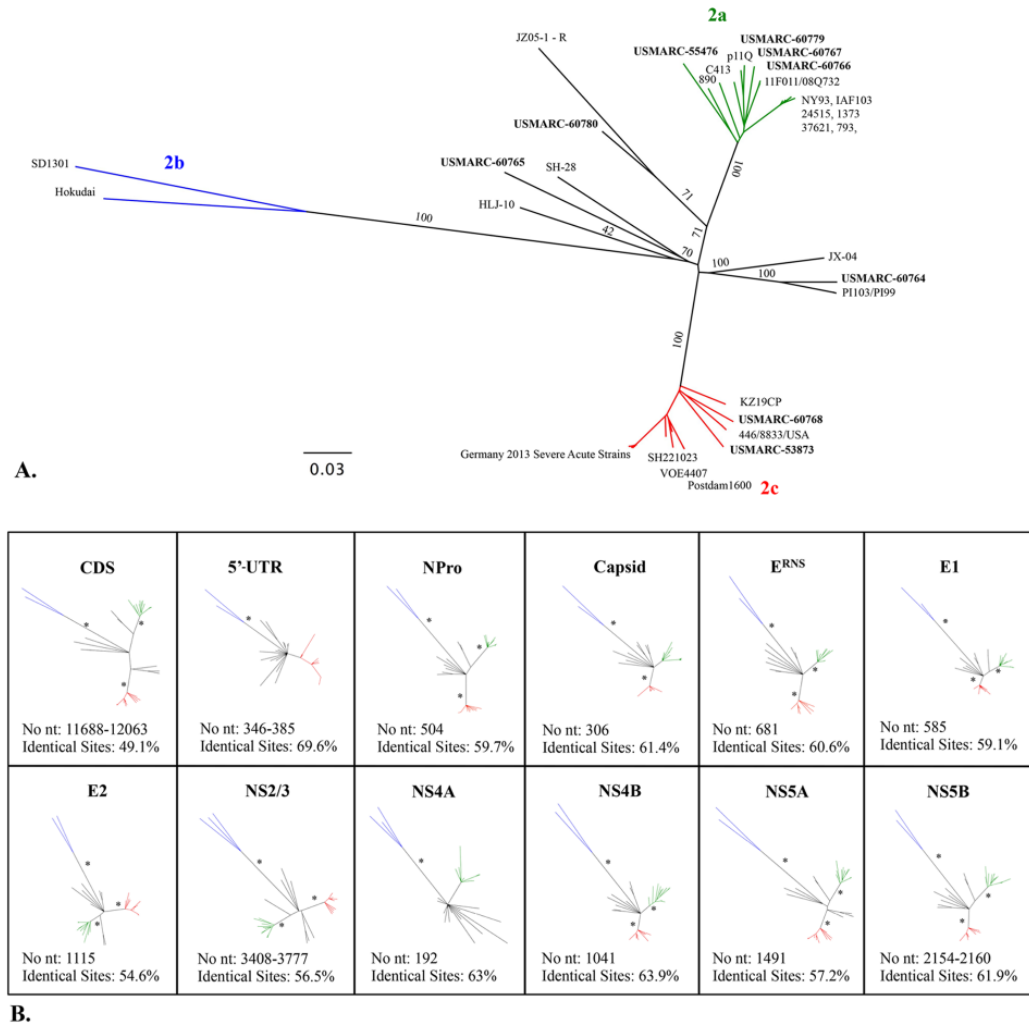 2a
JZ05-1 - R
USMARC-60779
p11Q
USMARC-60767
USMARC-55476
USMARC-60766
C413
11F011/08Q732
890
NY93, IAF103
24515, 1373
37621, 793,
USMARC-60780
100
2b
SD1301
USMARC-60765
SH-28
71
Hokudai
HLJ-10
100
42
71
70
100
JX-04
100
USMARC-60764
PI103/PI99
100
KZ19CP
USMARC-60768
446/8833/USA
USMARC-53873
Germany 2013 Severe Acute Strains
SH221023
VOE4407
Postdam1600
2c
0.03
A.
CDS
No nt: 11688-12063
Identical Sites: 49.1%
5'-UTR
No nt: 346-385
Identical Sites: 69.6%
NPro
No nt: 504
Identical Sites: 59.7%
Capsid
No nt: 306
Identical Sites: 61.4%
E^RNS
No nt: 681
Identical Sites: 60.6%
E1
No nt: 585
Identical Sites: 59.1%
E2
No nt: 1115
Identical Sites: 54.6%
NS2/3
No nt: 3408-3777
Identical Sites: 56.5%
NS4A
No nt: 192
Identical Sites: 63%
NS4B
No nt: 1041
Identical Sites: 63.9%
NS5A
No nt: 1491
Identical Sites: 57.2%
NS5B
No nt: 2154-2160
Identical Sites: 61.9%
B.